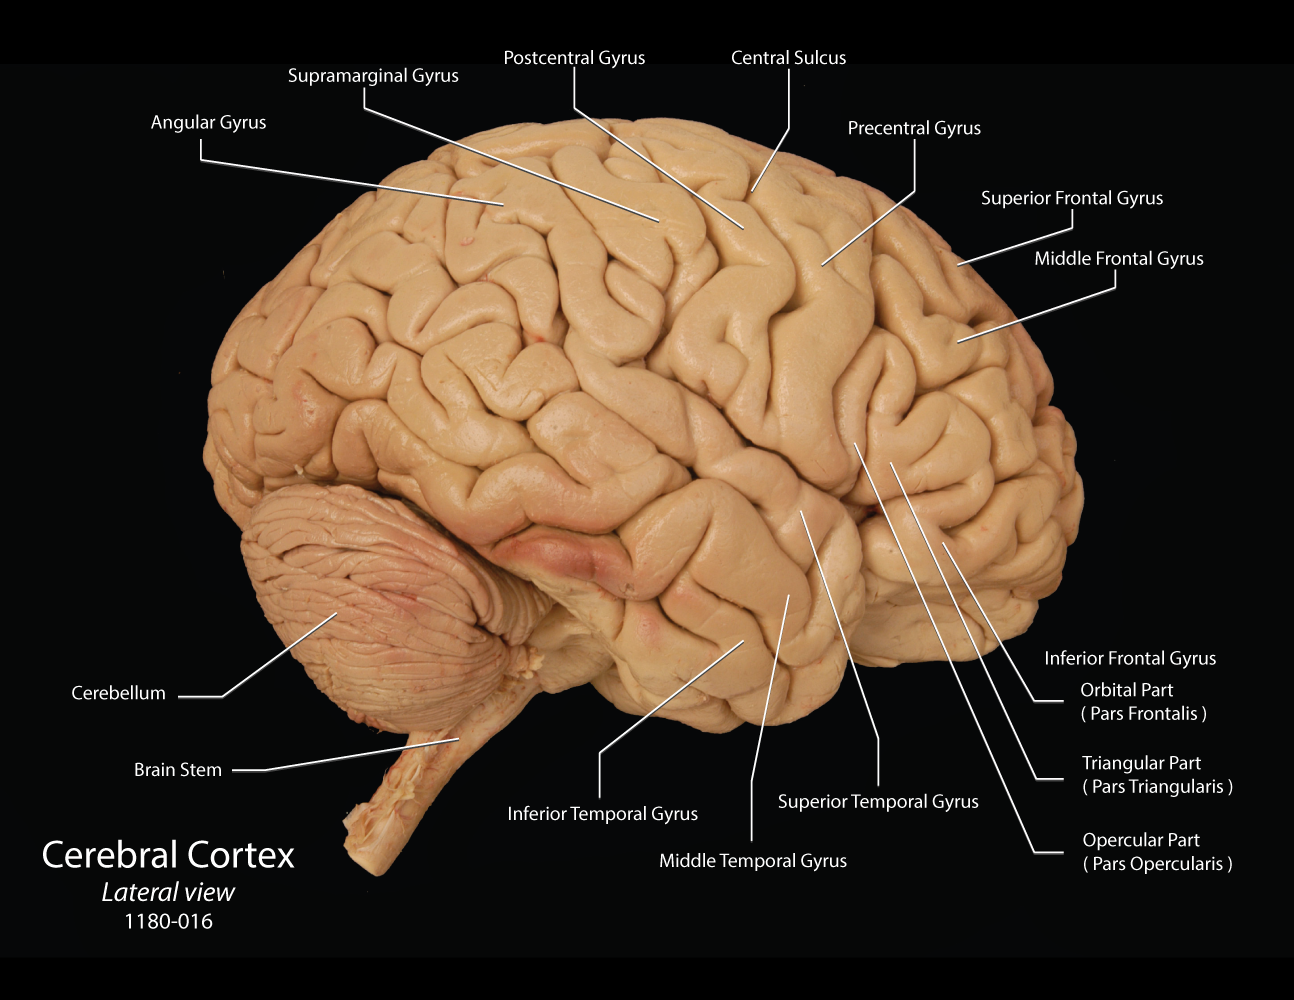 Postcentral Gyrus
Central Sulcus
Supramarginal Gyrus
Angular Gyrus
Precentral Gyrus
Superior Frontal Gyrus
Middle Frontal Gyrus
Inferior Frontal Gyrus
Orbital Part
( Pars Frontalis )
Triangular Part
( Pars Triangularis )
Opercular Part
( Pars Opercularis )
Superior Temporal Gyrus
Middle Temporal Gyrus
Inferior Temporal Gyrus
Cerebellum
Brain Stem
Cerebral Cortex
Lateral view
1180-016